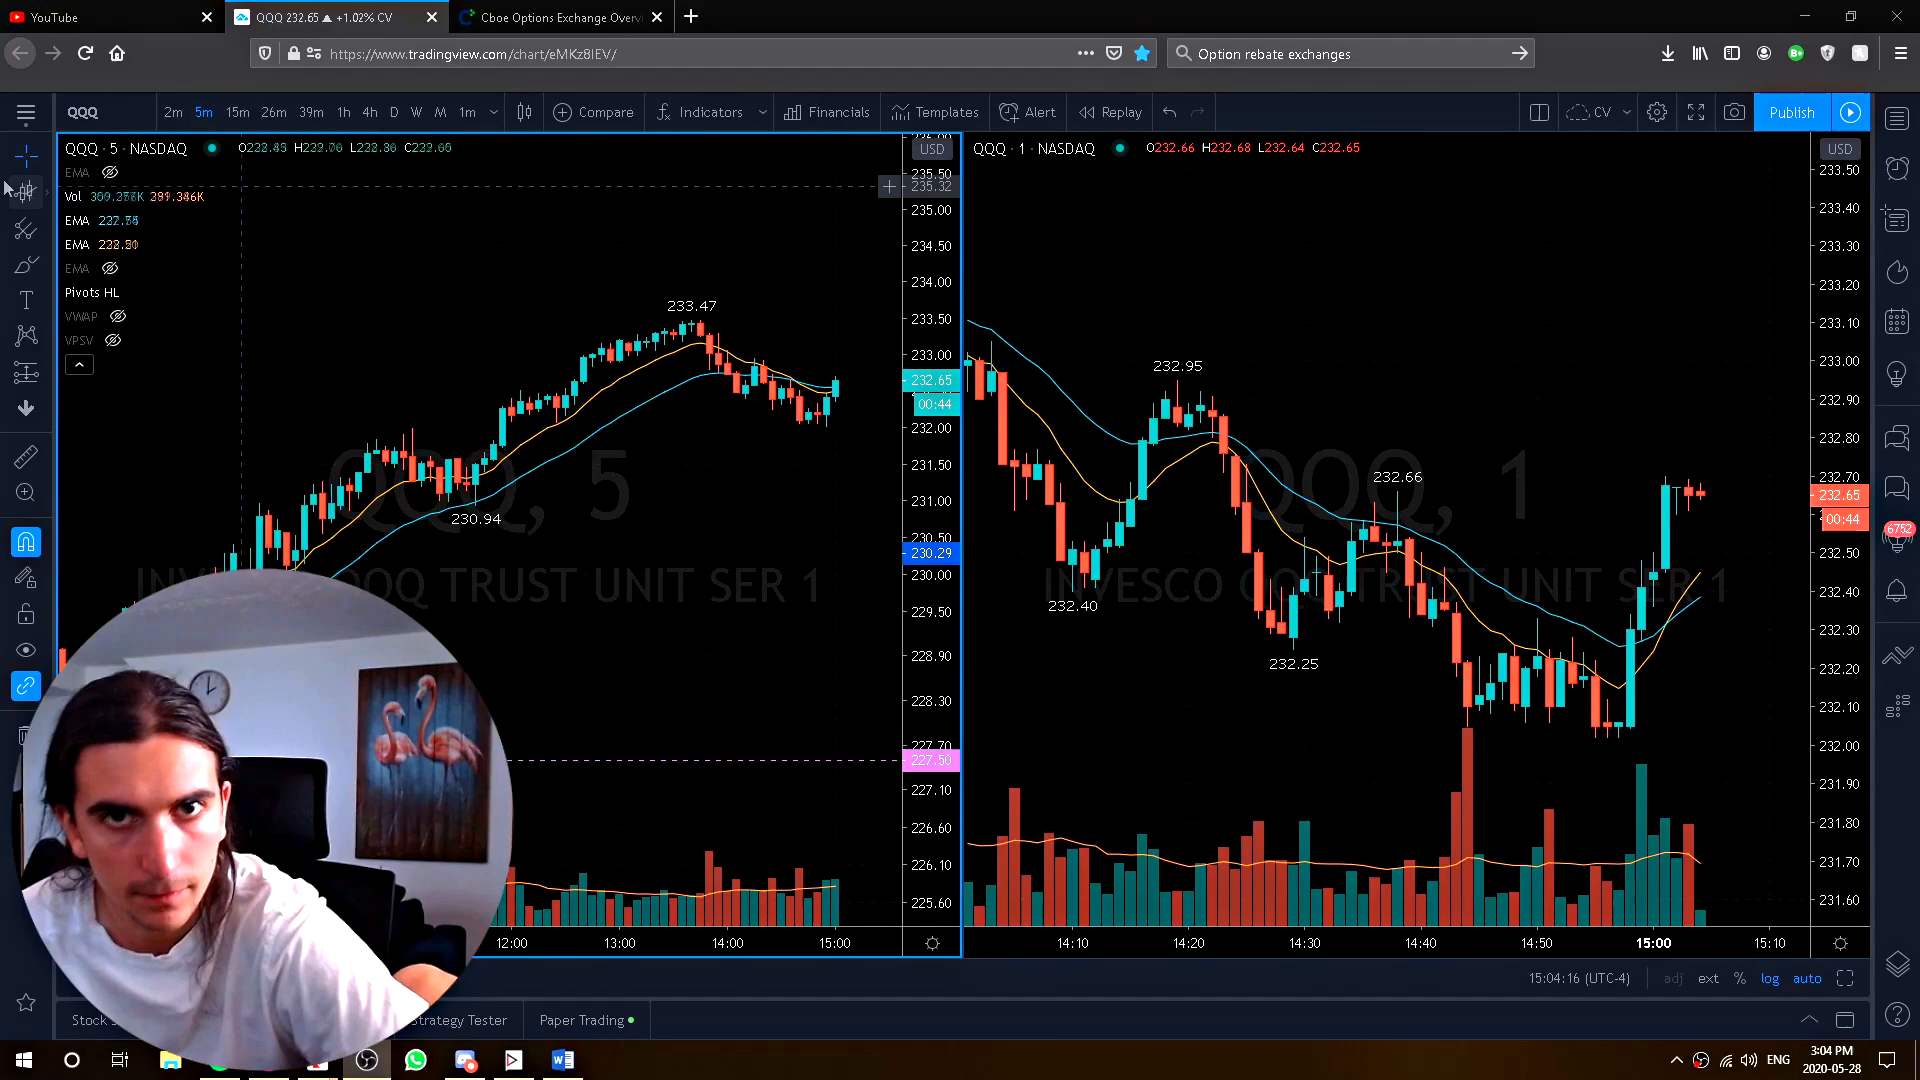 YouTube
QQQ 232.65 ▲ +1.02% CV
Cboe Options Exchange Over
https://www.tradingview.com/chart/eMKz8IEV/
Option rebate exchanges
QQQ
2m 5m 15m 26m 39m 1h 4h D W M 1m
Compare
Indicators
Financials
Templates
Alert
Replay
CV
Publish
QQQ · 5 · NASDAQ
USD
EMA
Vol
EMA
EMA
EMA
Pivots HL
VWAP
VPSV
235.50
235.32
235.00
234.50
234.00
233.50
233.00
232.65
00:44
232.00
231.50
231.00
230.50
230.29
230.00
229.50
228.90
228.30
227.70
227.50
227.10
226.60
226.10
225.60
233.47
230.94
QQQ, 5
INVESCO QQQ TRUST UNIT SER 1
12:00 13:00 14:00 15:00
QQQ · 1 · NASDAQ
O232.66 H232.68 L232.64 C232.65
USD
233.50
233.40
233.30
233.20
233.10
233.00
232.90
232.80
232.70
232.65
00:44
232.50
232.40
232.30
232.20
232.10
232.00
231.90
231.80
231.70
231.60
232.95
232.66
232.40
232.25
QQQ, 1
INVESCO QQQ TRUST UNIT SER 1
14:10 14:20 14:30 14:40 14:50 15:00 15:10
6752
15:04:16 (UTC-4)
adj ext % log auto
Stock
Strategy Tester
Paper Trading
ENG
3:04 PM
2020-05-28